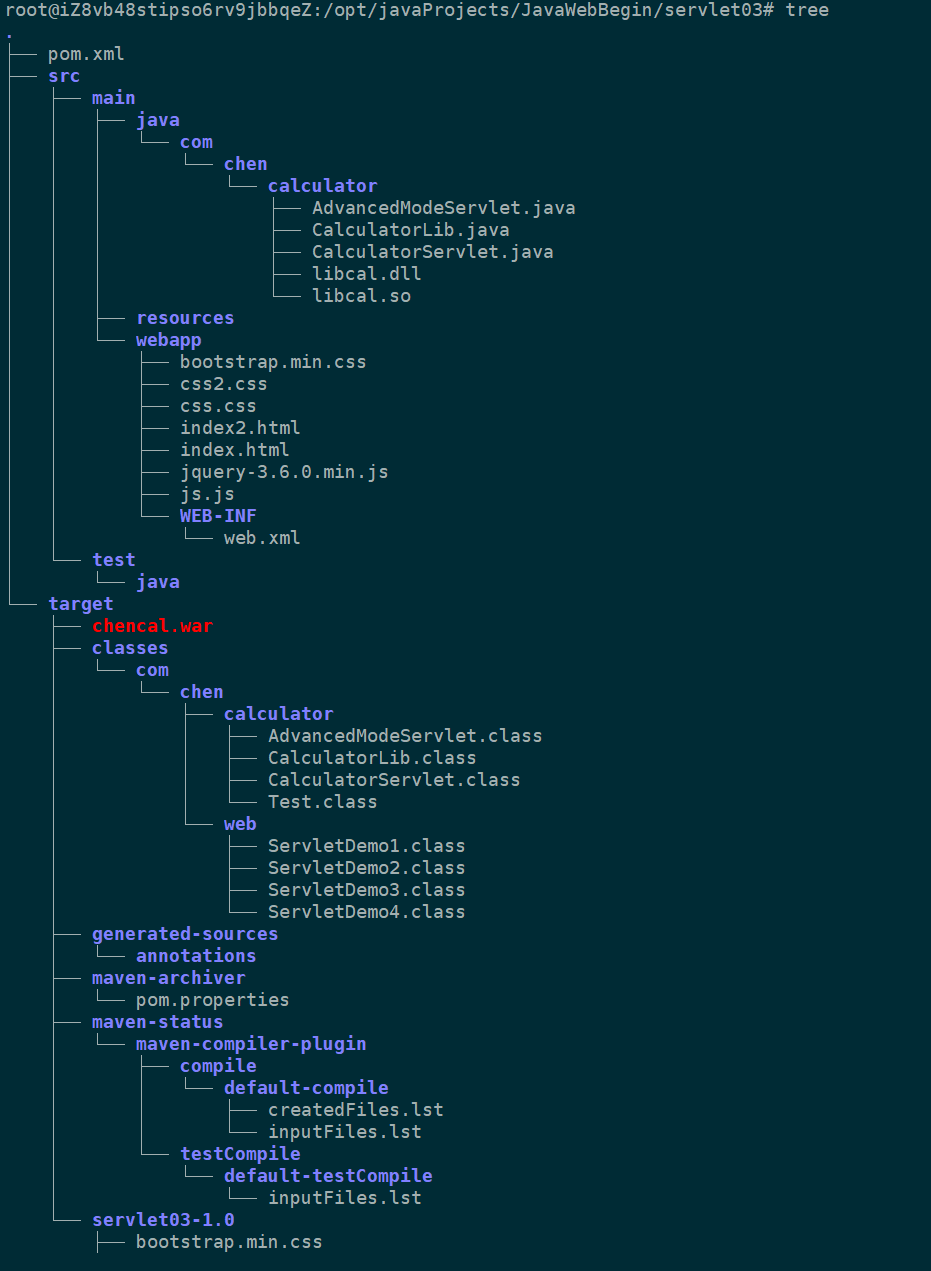 root@iZ8vb48stipso6rv9jbbqeZ:/opt/javaProjects/JavaWebBegin/servlet03# tree
.
├── pom.xml
├── src
│   ├── main
│   │   ├── java
│   │   │   └── com
│   │   │       └── chen
│   │   │           └── calculator
│   │   │               ├── AdvancedModeServlet.java
│   │   │               ├── CalculatorLib.java
│   │   │               ├── CalculatorServlet.java
│   │   │               ├── libcal.dll
│   │   │               └── libcal.so
│   │   ├── resources
│   │   └── webapp
│   │       ├── bootstrap.min.css
│   │       ├── css2.css
│   │       ├── css.css
│   │       ├── index2.html
│   │       ├── index.html
│   │       ├── jquery-3.6.0.min.js
│   │       ├── js.js
│   │       └── WEB-INF
│   │           └── web.xml
│   └── test
│       └── java
└── target
    ├── chencal.war
    ├── classes
    │   └── com
    │       └── chen
    │           ├── calculator
    │           │   ├── AdvancedModeServlet.class
    │           │   ├── CalculatorLib.class
    │           │   ├── CalculatorServlet.class
    │           │   └── Test.class
    │           └── web
    │               ├── ServletDemo1.class
    │               ├── ServletDemo2.class
    │               ├── ServletDemo3.class
    │               └── ServletDemo4.class
    ├── generated-sources
    │   └── annotations
    ├── maven-archiver
    │   └── pom.properties
    ├── maven-status
    │   └── maven-compiler-plugin
    │       ├── compile
    │       │   └── default-compile
    │       │       ├── createdFiles.lst
    │       │       └── inputFiles.lst
    │       └── testCompile
    │           └── default-testCompile
    │               └── inputFiles.lst
    └── servlet03-1.0
        ├── bootstrap.min.css